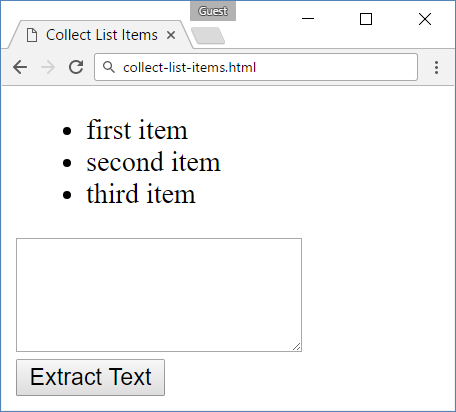 Guest
Collect List Items
collect-list-items.html
first item
second item
third item
Extract Text